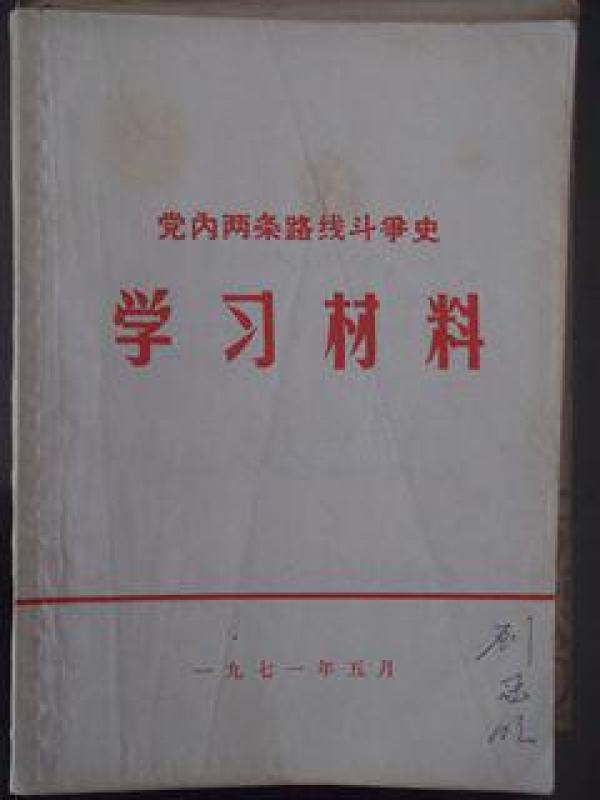 党内两条路线斗争史
学习材料
一九七一年五月
刘